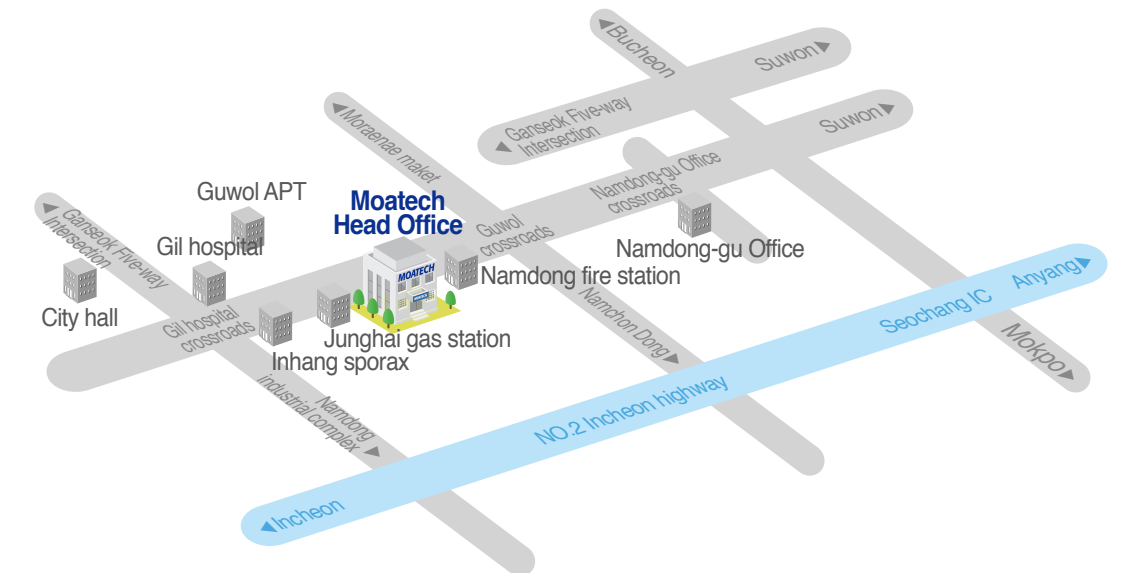 ◀Bucheon
Suwon▶
◀Ganseok Five-way
Intersection
Suwon▶
◀Moraenae maket
Namdong-gu Office
crossroads
Guwol APT
Moatech
Head Office
Guwol
crossroads
◀Ganseok Five-way
Intersection
Gil hospital
Namdong-gu Office
MOATECH
Namdong fire station
City hall
Gil hospital
crossroads
Junghai gas station
Inhang sporax
Namchon Dong▶
Seochang IC
Anyang▶
Mokpo▶
Namdong
industrial complex▶
NO.2 Incheon highway
◀Incheon